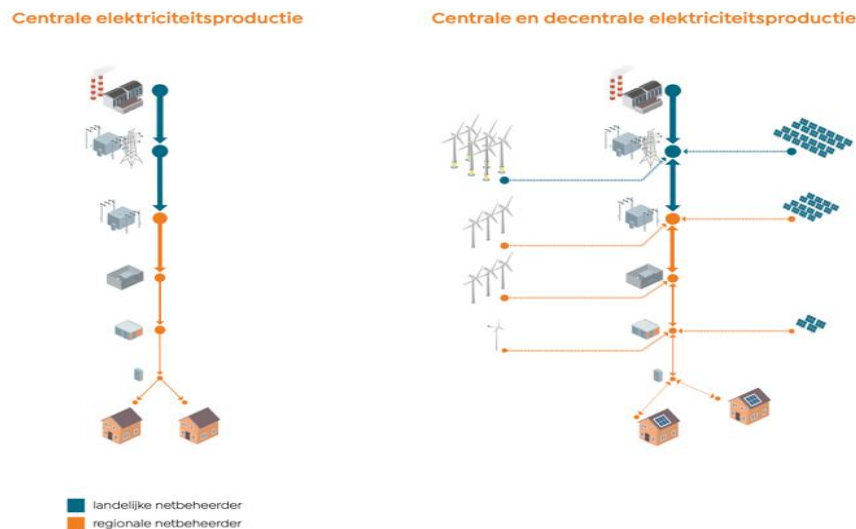 Centrale elektriciteitsproductie
Centrale en decentrale elektriciteitsproductie
landelijke netbeheerder
regionale netbeheerder